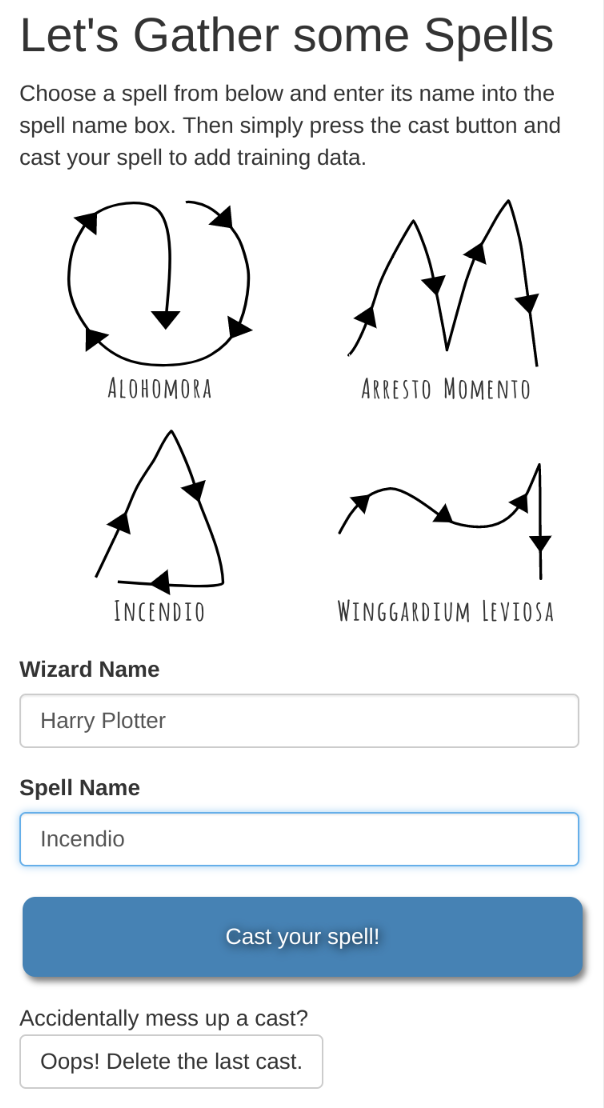 Let's Gather some Spells
Choose a spell from below and enter its name into the
spell name box. Then simply press the cast button and
cast your spell to add training data.
Alohomora
Arresto Momento
Incendio
Winggardium Leviosa
Wizard Name
Harry Plotter
Spell Name
Incendio
Cast your spell!
Accidentally mess up a cast?
Oops! Delete the last cast.